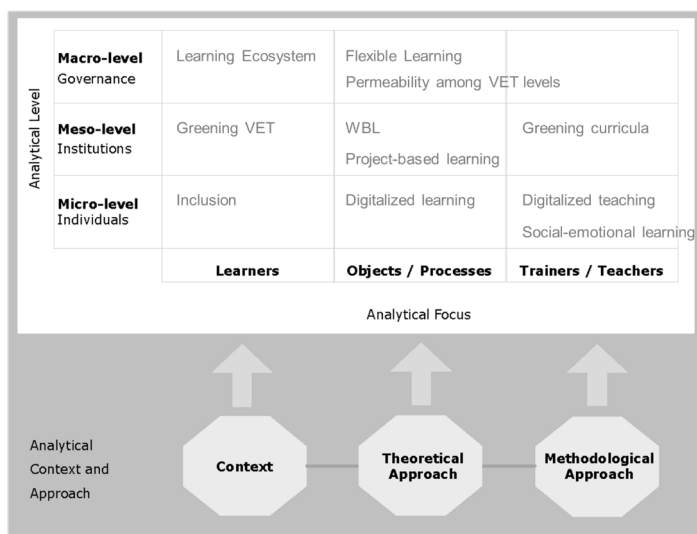 Analytical Level
Macro-level
Governance
Learning Ecosystem
Flexible Learning
Permeability among VET levels
Meso-level
Institutions
Greening VET
WBL
Project-based learning
Greening curricula
Micro-level
Individuals
Inclusion
Digitalized learning
Digitalized teaching
Social-emotional learning
Learners
Objects / Processes
Trainers / Teachers
Analytical Focus
Analytical
Context and
Approach
Context
Theoretical
Approach
Methodological
Approach